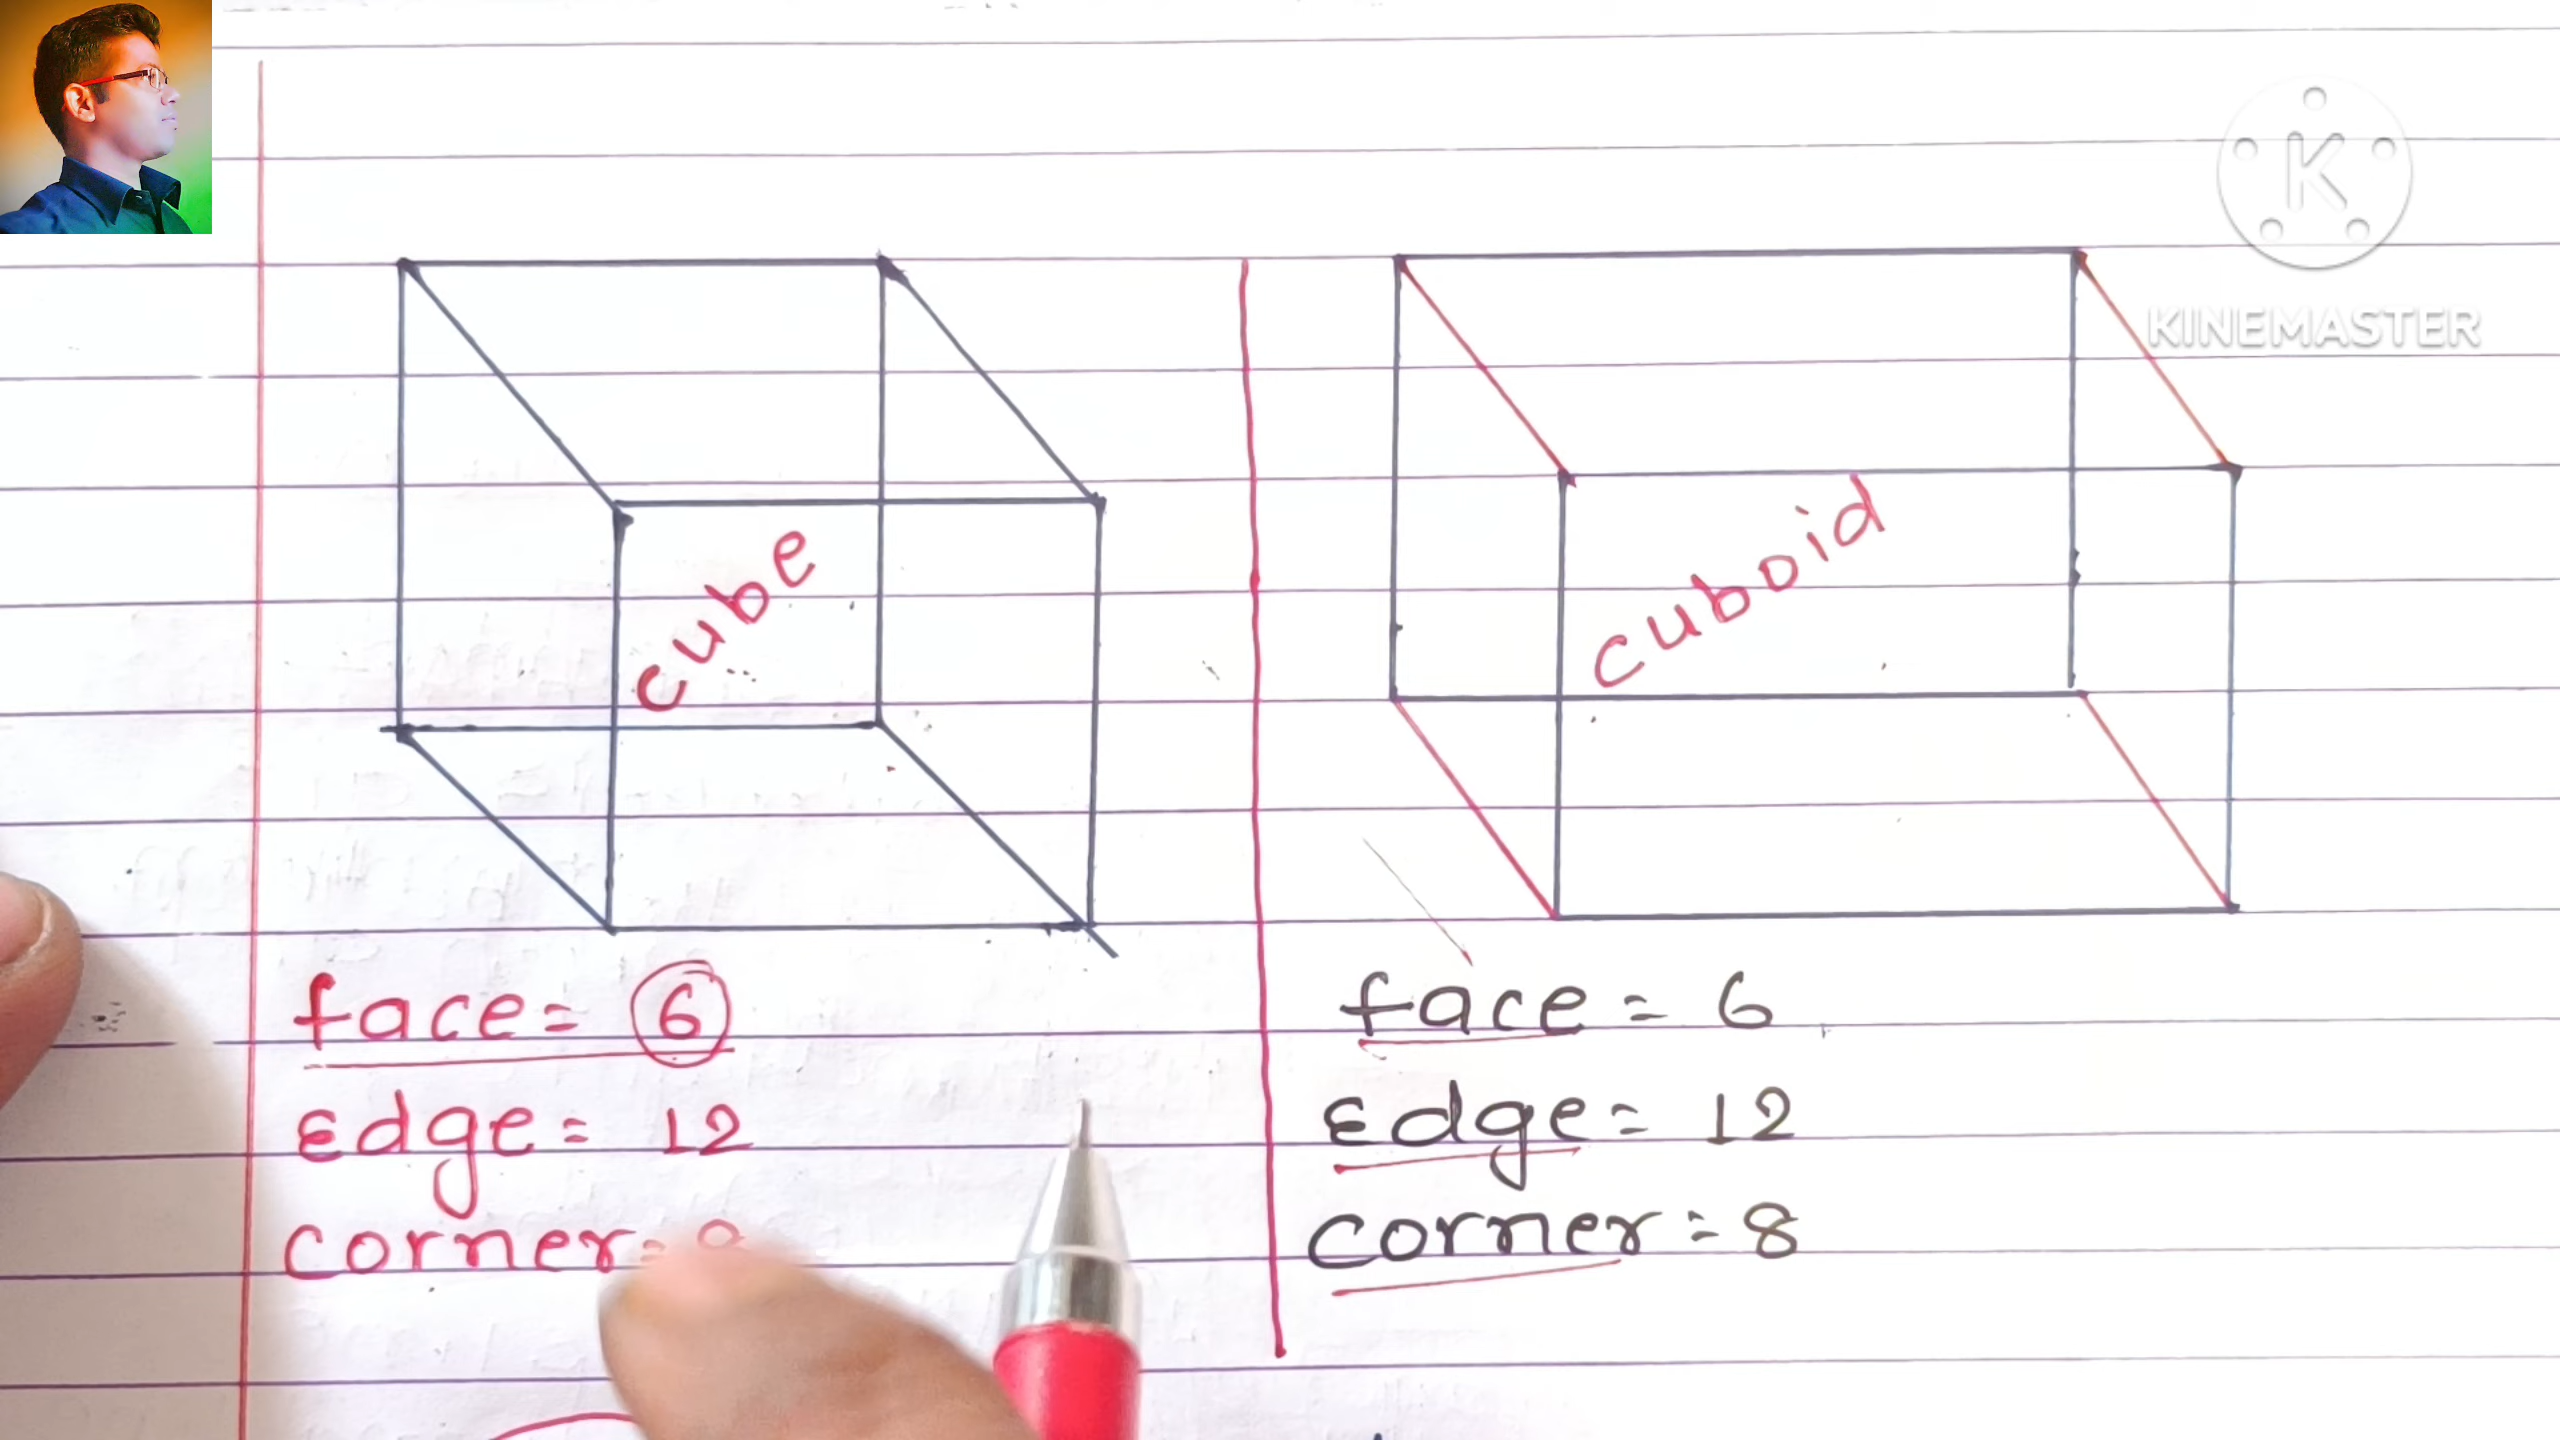 K
KINEMASTER
cube
cuboid
face = 6
Edge = 12
corner =
face = 6
Edge = 12
corner = 8